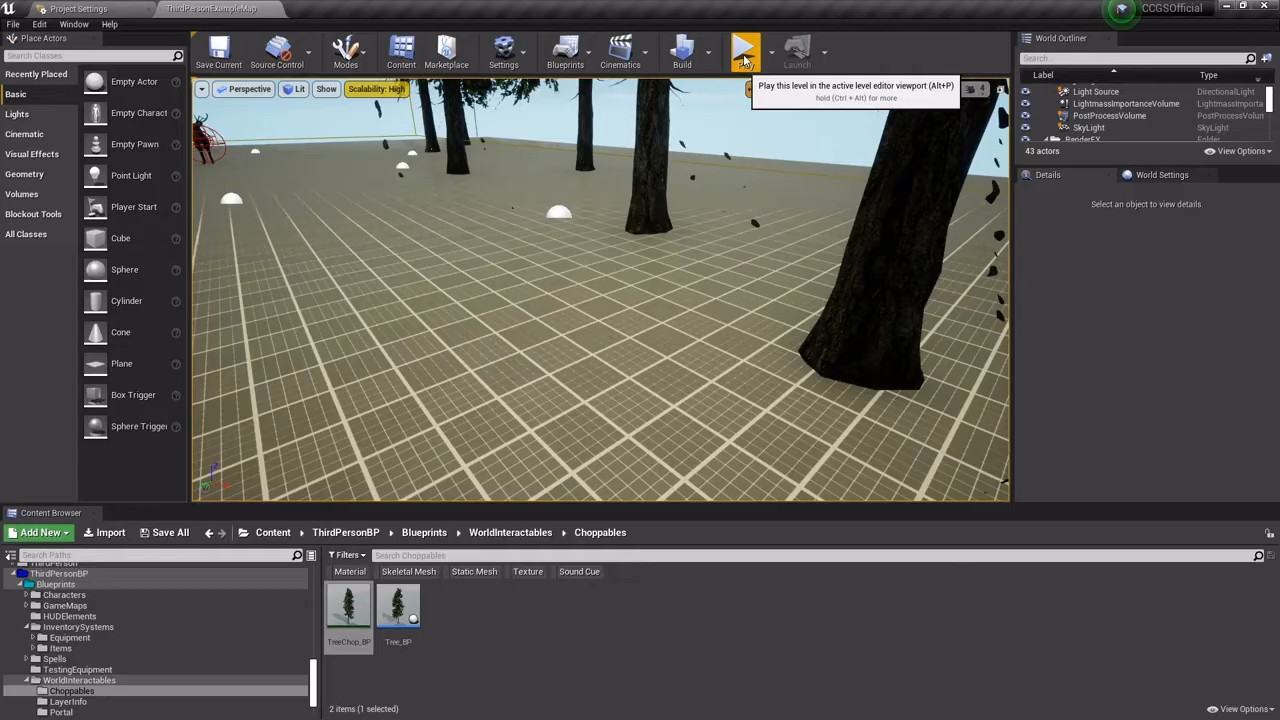 Project Settings
ThirdPersonExampleMap
CCGSOfficial
File Edit Window Help
Place Actors
Search Classes
Recently Placed
Basic
Lights
Cinematic
Visual Effects
Geometry
Volumes
Blockout Tools
All Classes
Empty Actor
Empty Charact
Empty Pawn
Point Light
Player Start
Cube
Sphere
Cylinder
Cone
Plane
Box Trigger
Sphere Trigge
Save Current
Source Control
Modes
Content
Marketplace
Settings
Blueprints
Cinematics
Build
Play
Launch
Perspective
Lit
Show
Scalability: High
4
Play this level in the active level editor viewport (Alt+P)
hold (Ctrl + Alt) for more
World Outliner
Search...
Label Type
Light Source DirectionalLight
LightmassImportanceVolume LightmassImporta
PostProcessVolume PostProcessVolun
SkyLight SkyLight
RenderFX Folder
43 actors
View Options
Details
World Settings
Select an object to view details.
Content Browser
Add New
Import
Save All
Content
ThirdPersonBP
Blueprints
WorldInteractables
Choppables
Search Paths
ThirdPerson
ThirdPersonBP
Blueprints
Characters
GameMaps
HUDElements
InventorySystems
Equipment
Items
Spells
TestingEquipment
WorldInteractables
Choppables
LayerInfo
Portal
Filters
Search Choppables
Material
Skeletal Mesh
Static Mesh
Texture
Sound Cue
TreeChop_BP
Tree_BP
2 items (1 selected)
View Options